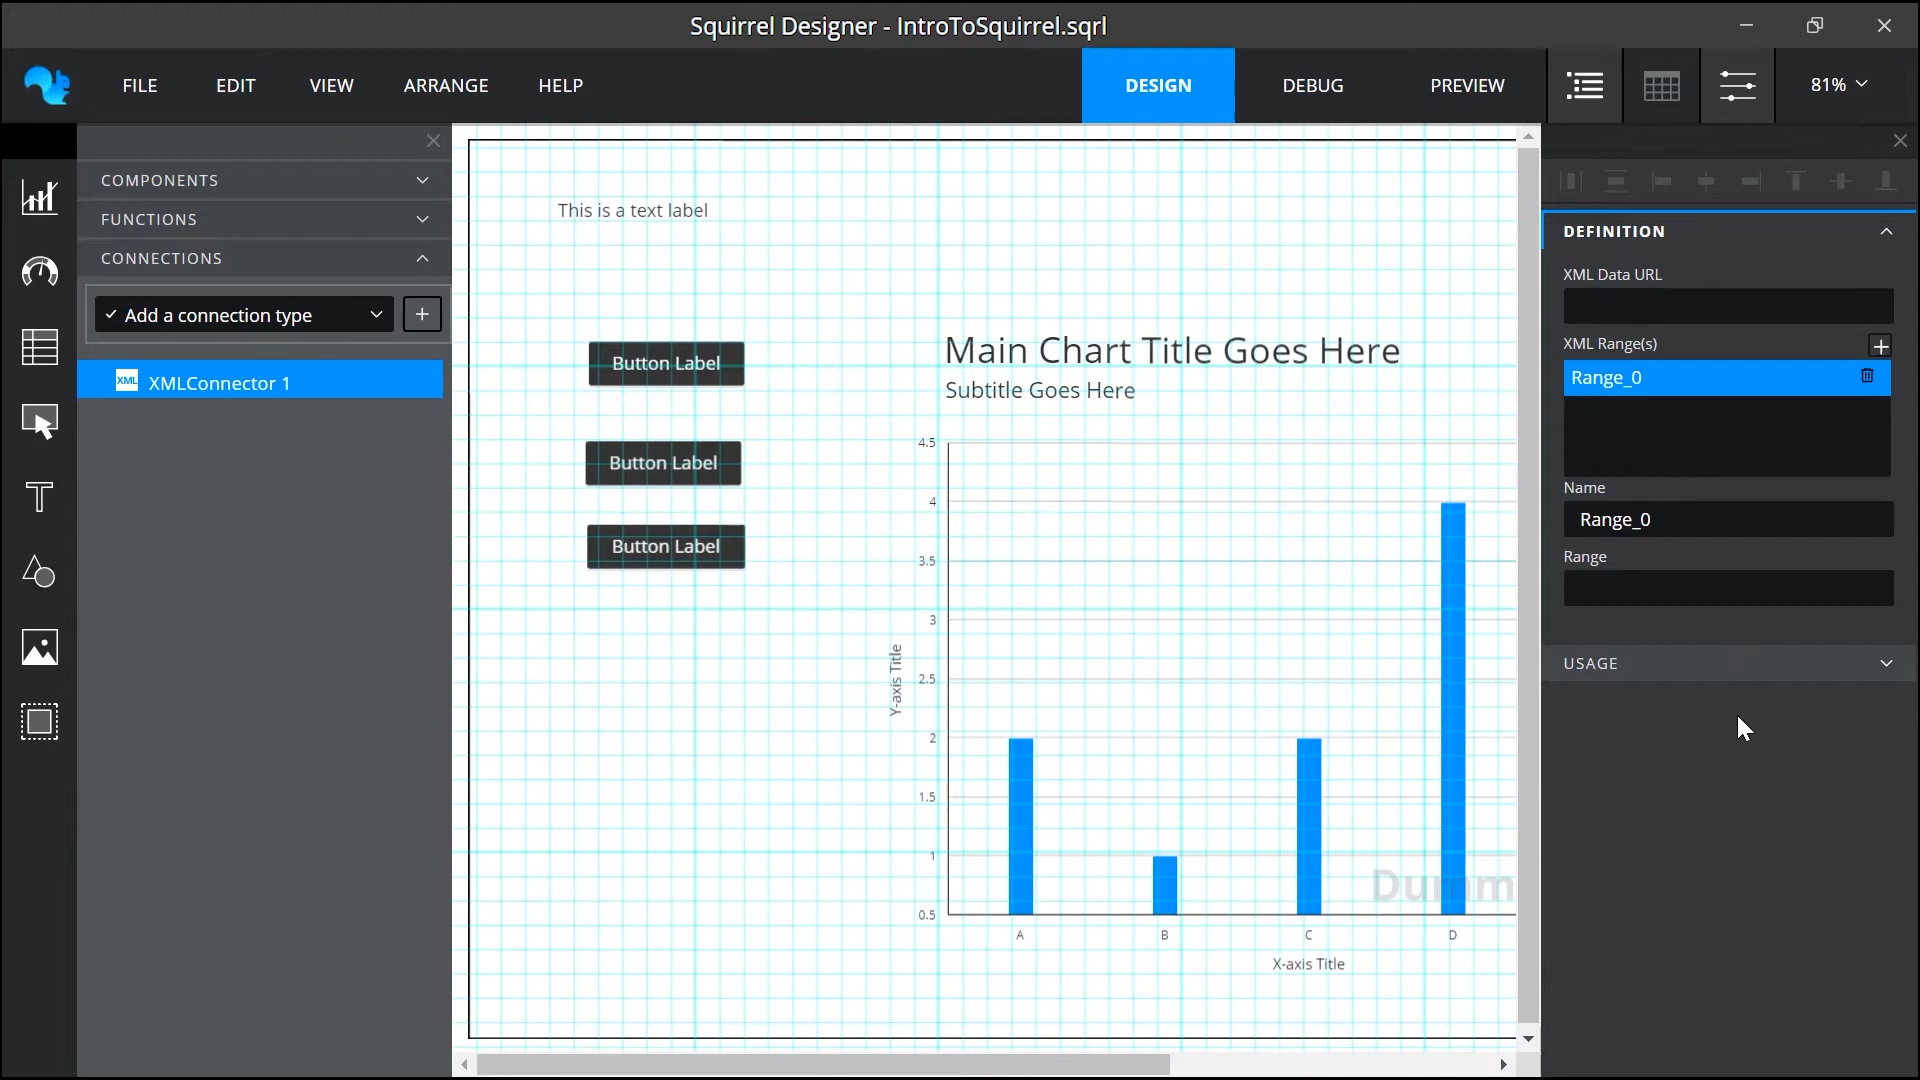 Squirrel Designer - IntroToSquirrel.sqrl
FILE EDIT VIEW ARRANGE HELP DESIGN DEBUG PREVIEW 81%
COMPONENTS
FUNCTIONS
CONNECTIONS
Add a connection type
XML XMLConnector 1
This is a text label
Button Label
Button Label
Button Label
Main Chart Title Goes Here
Subtitle Goes Here
4.5
4
3.5
3
2.5
2
1.5
1
0.5
Y-axis Title
A B C D
X-axis Title
DEFINITION
XML Data URL
XML Range(s)
Range_0
Name
Range_0
Range
USAGE